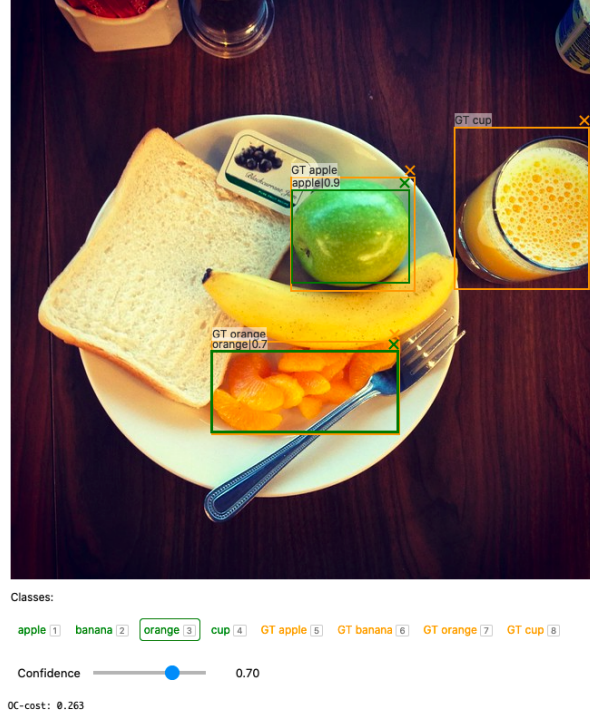 GT cup
GT apple
apple|0.9
GT orange
orange|0.7
Classes:
apple 1 banana 2 orange 3 cup 4 GT apple 5 GT banana 6 GT orange 7 GT cup 8
Confidence 0.70
OC-cost: 0.263